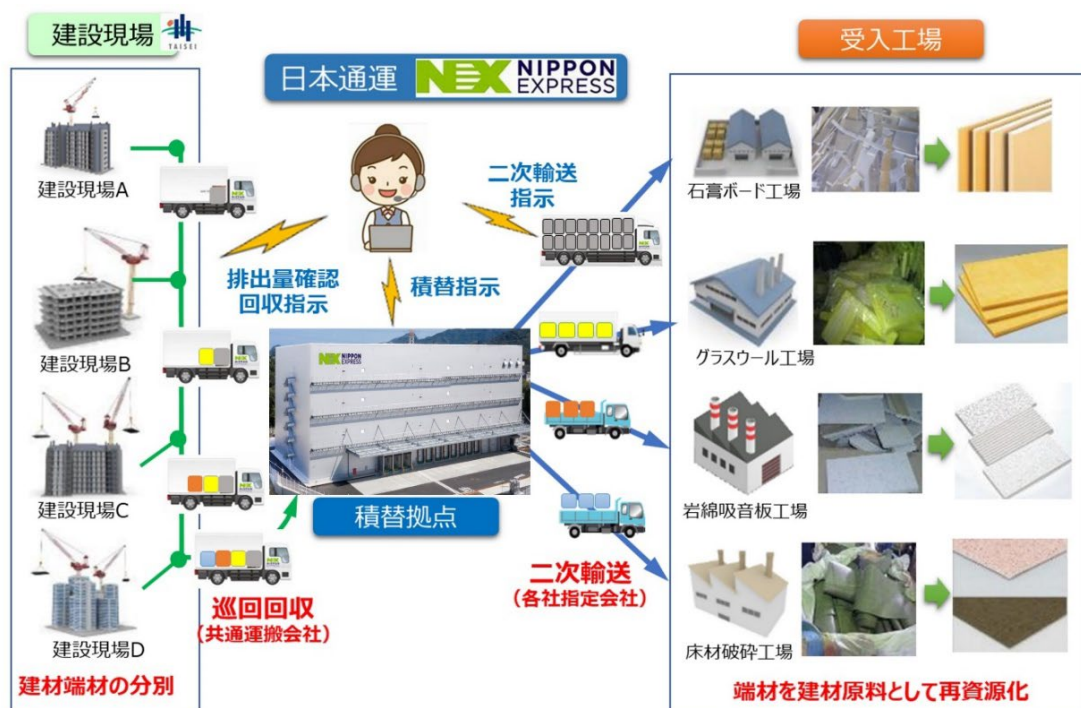 建設現場
TAISEI
日本通運 NX NIPPON EXPRESS
受入工場
建設現場A
建設現場B
建設現場C
建設現場D
建材端材の分別
排出量確認
回収指示
積替指示
二次輸送
指示
NX NIPPON EXPRESS
積替拠点
巡回回収
(共通運搬会社)
二次輸送
(各社指定会社)
石膏ボード工場
グラスウール工場
岩綿吸音板工場
床材破砕工場
端材を建材原料として再資源化